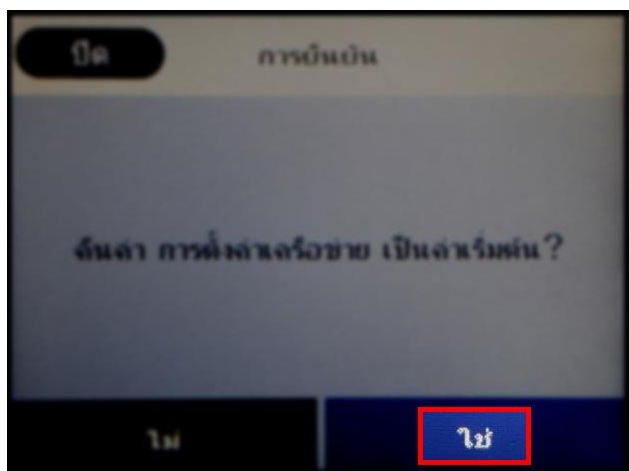 ปิด การยืนยัน
คืนค่า การตั้งค่าเครือข่าย เป็นค่าเริ่มต้น?
ไม่ ใช่